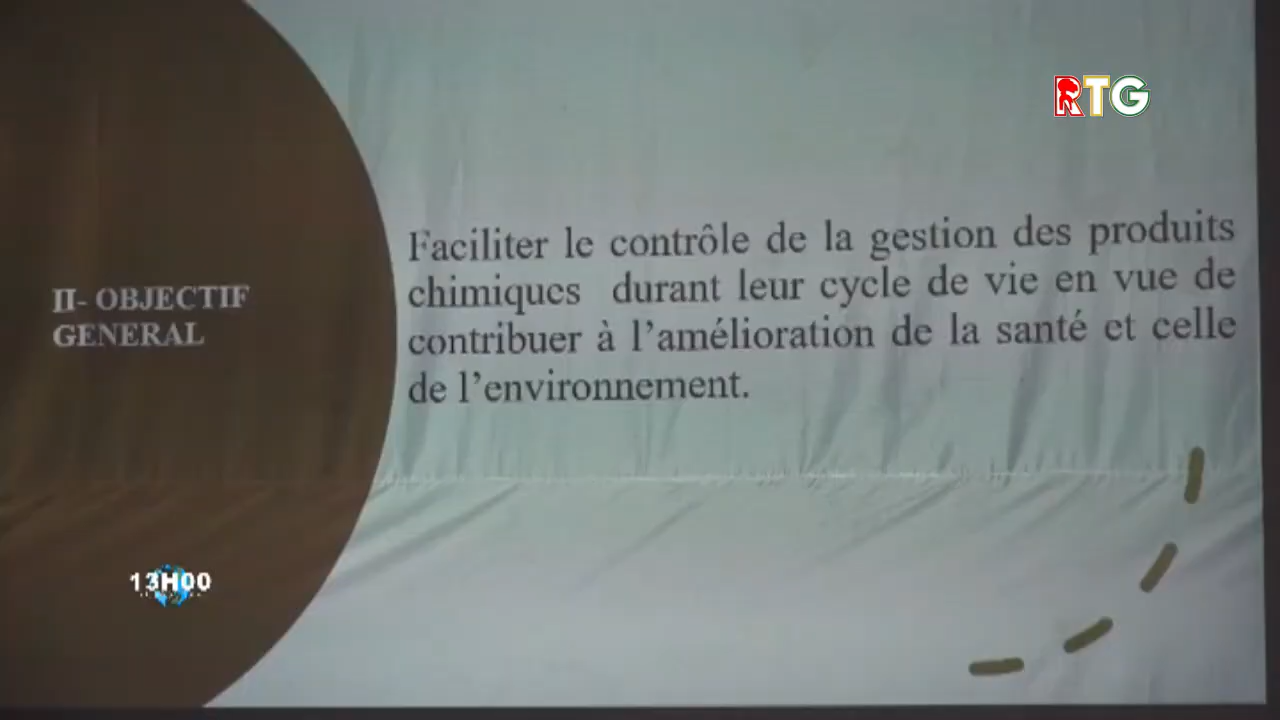 RTG
II- OBJECTIF
GENERAL
Faciliter le contrôle de la gestion des produits
chimiques durant leur cycle de vie en vue de
contribuer à l’amélioration de la santé et celle
de l’environnement.
13H00